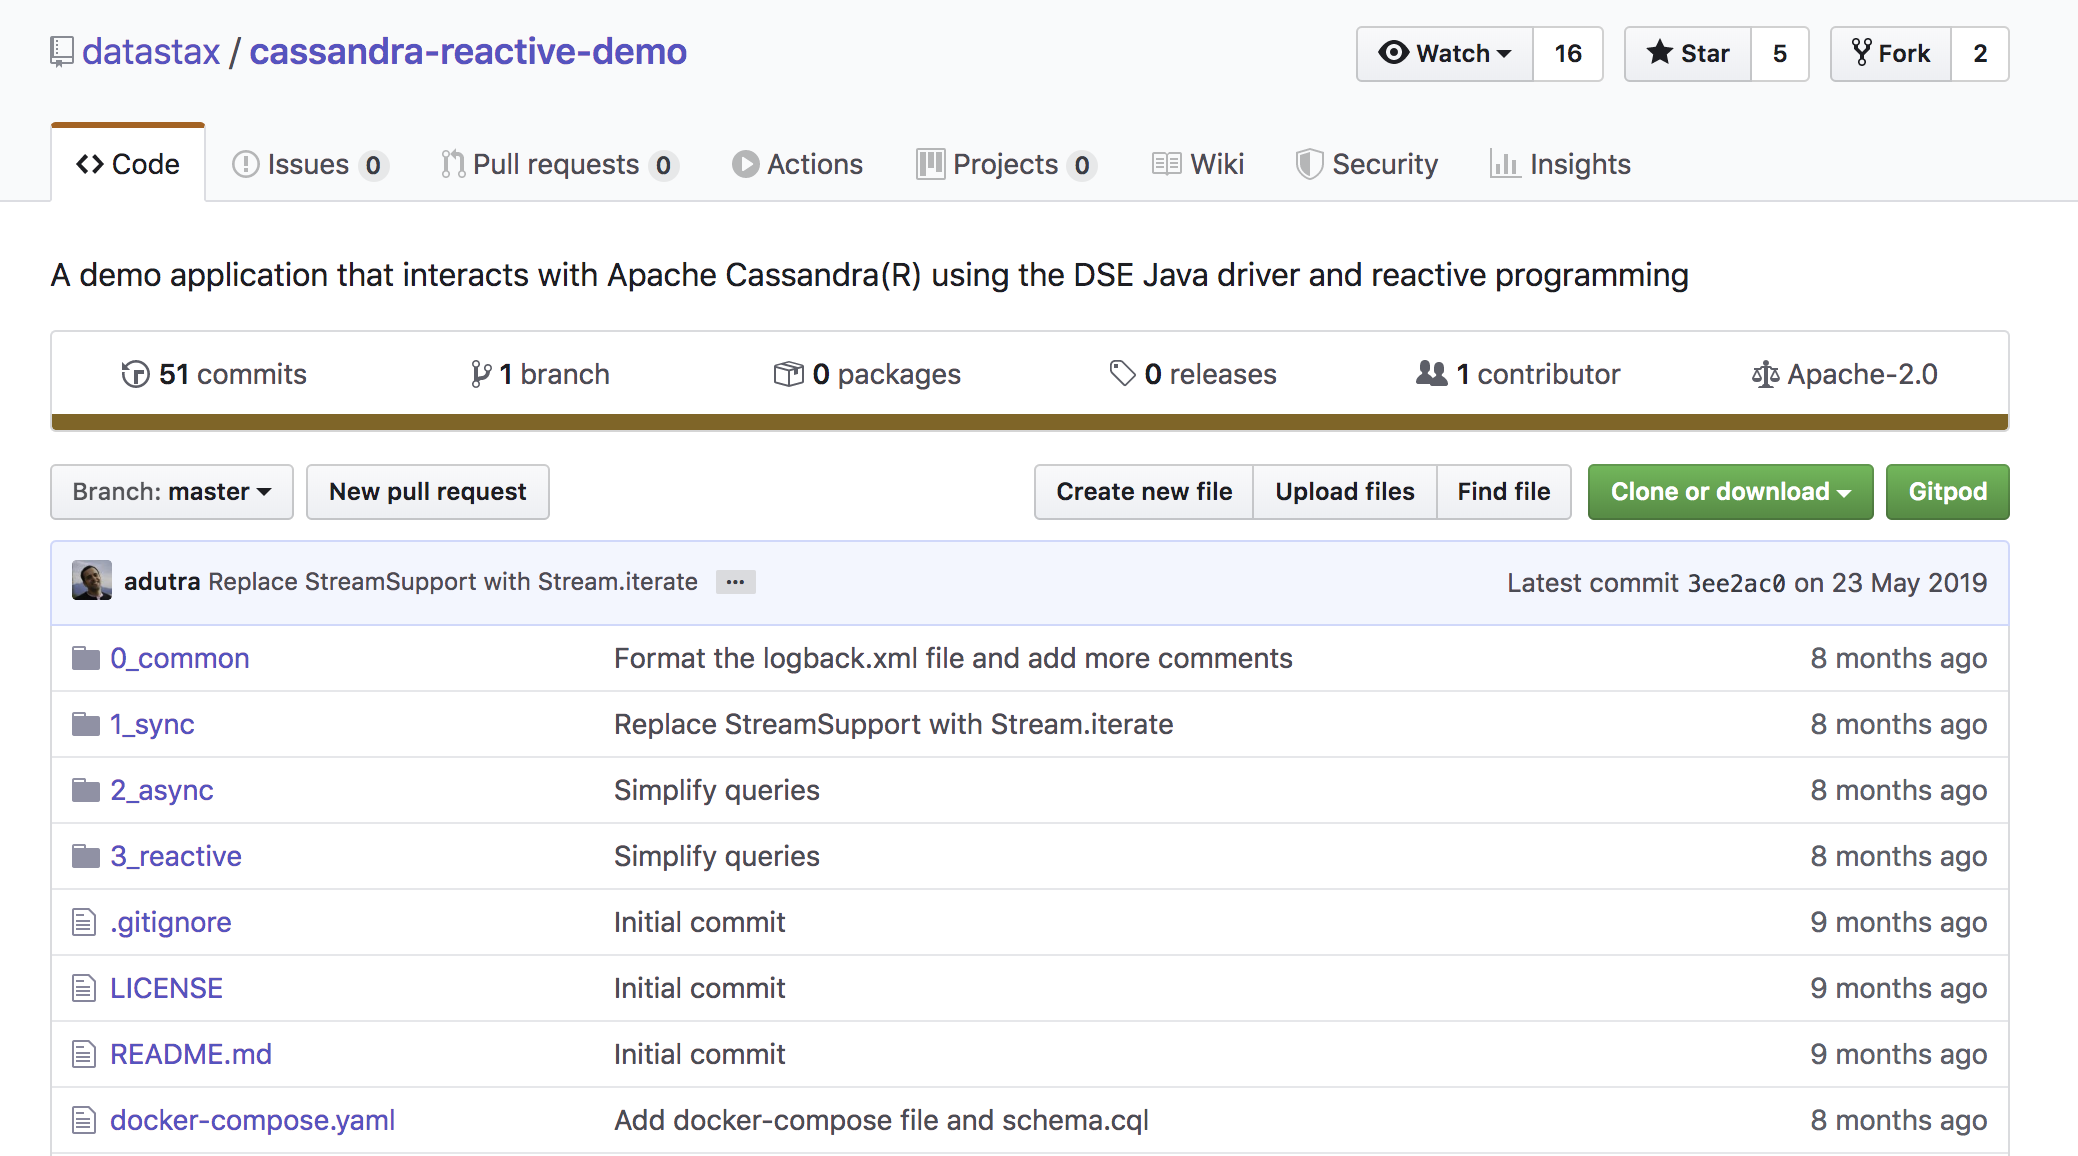 datastax / cassandra-reactive-demo Watch 16 Star 5 Fork 2
Code Issues 0 Pull requests 0 Actions Projects 0 Wiki Security Insights
A demo application that interacts with Apache Cassandra(R) using the DSE Java driver and reactive programming
51 commits 1 branch 0 packages 0 releases 1 contributor Apache-2.0
Branch: master New pull request Create new file Upload files Find file Clone or download Gitpod
adutra Replace StreamSupport with Stream.iterate ... Latest commit 3ee2ac0 on 23 May 2019
0_common Format the logback.xml file and add more comments 8 months ago
1_sync Replace StreamSupport with Stream.iterate 8 months ago
2_async Simplify queries 8 months ago
3_reactive Simplify queries 8 months ago
.gitignore Initial commit 9 months ago
LICENSE Initial commit 9 months ago
README.md Initial commit 9 months ago
docker-compose.yaml Add docker-compose file and schema.cql 8 months ago